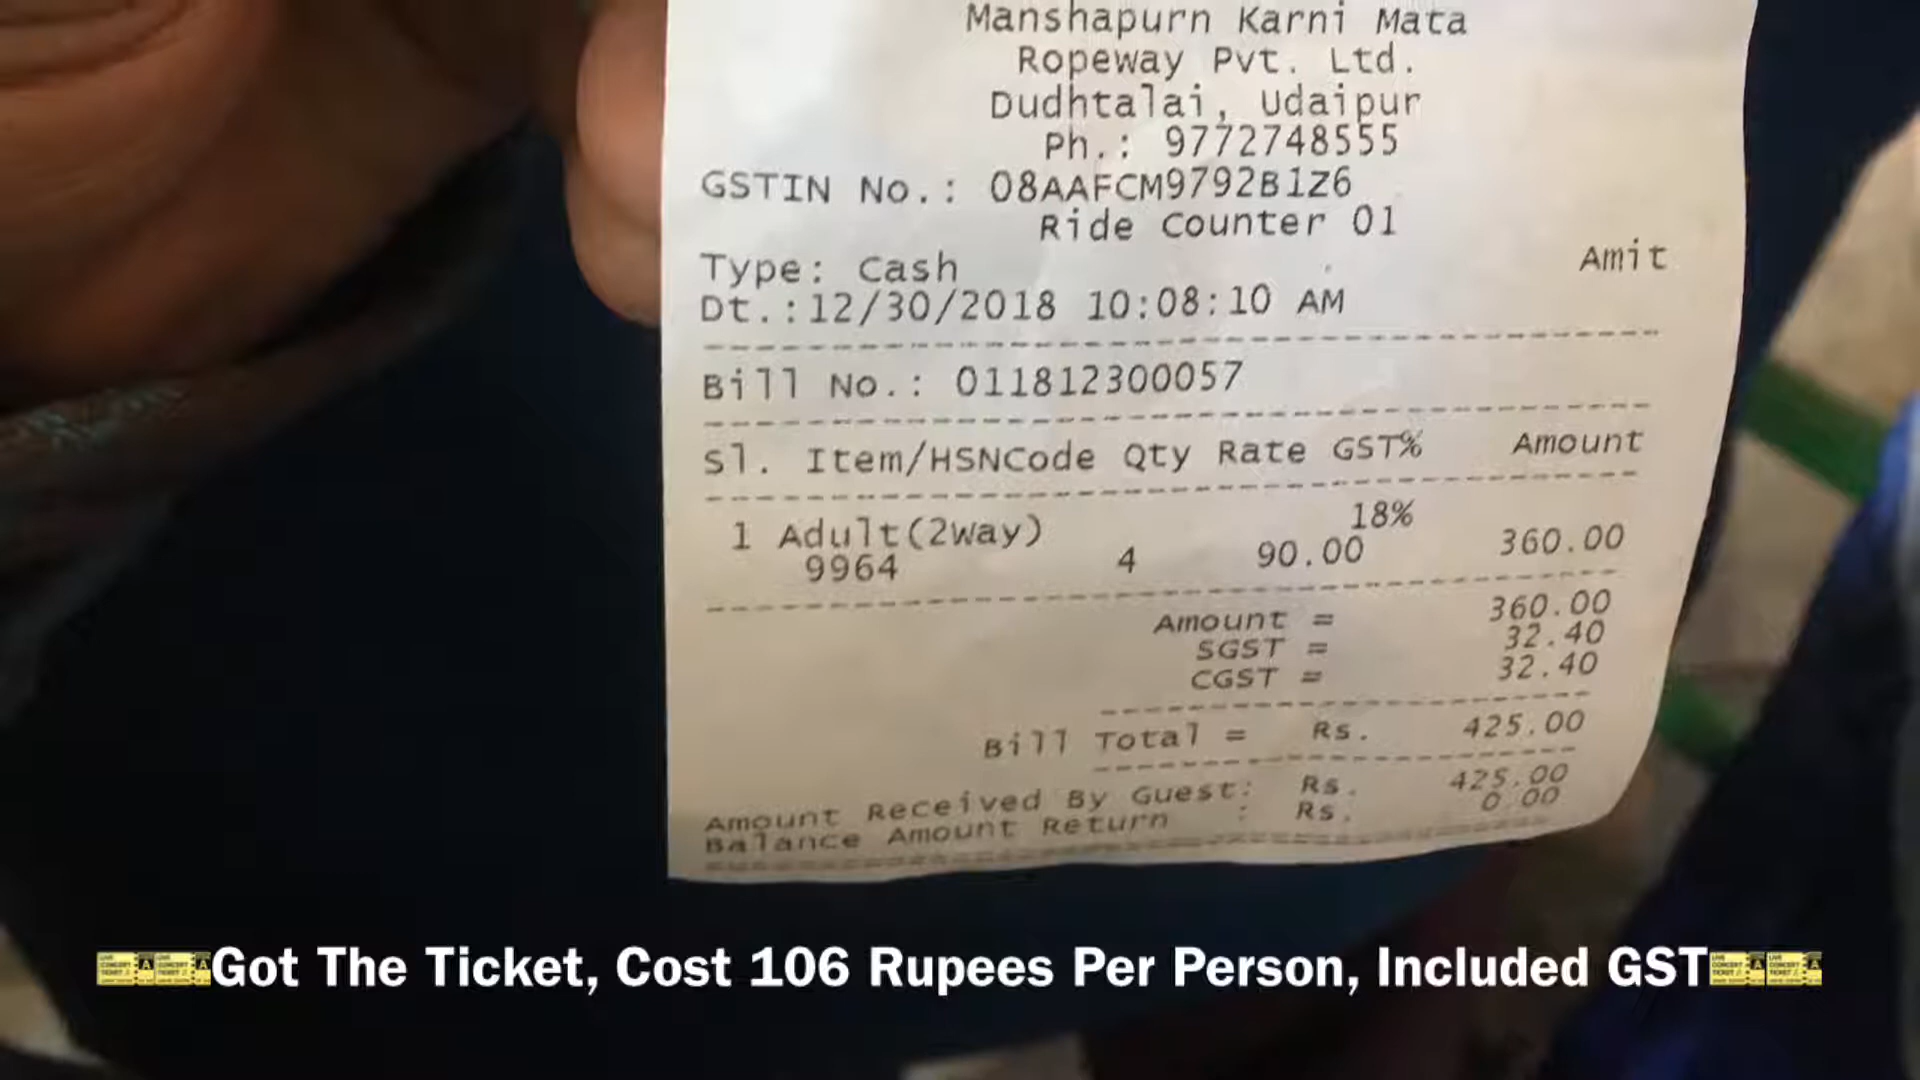 Manshapurn Karni Mata
Ropeway Pvt. Ltd.
Dudhtalai, Udaipur
Ph.: 9772748555
GSTIN No.: 08AAFCM9792B1Z6
Ride Counter 01
Type: Cash Amit
Dt.:12/30/2018 10:08:10 AM
Bill No.: 011812300057
Sl. Item/HSNCode Qty Rate GST% Amount
18%
1 Adult(2Way)
9964 4 90.00 360.00
Amount = 360.00
SGST = 32.40
CGST = 32.40
Bill Total = Rs. 425.00
Amount Received By Guest: Rs. 425.00
Balance Amount Return : Rs. 0.00
Got The Ticket, Cost 106 Rupees Per Person, Included GST